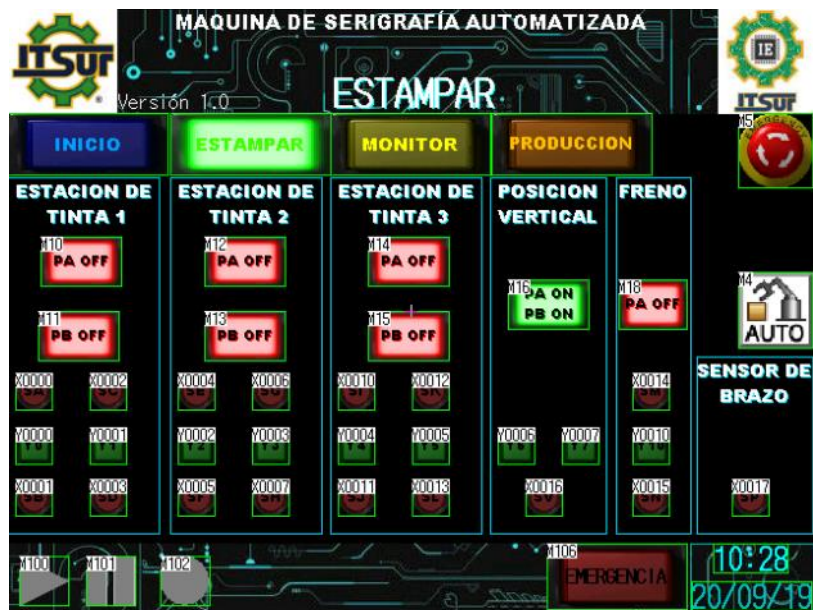 MAQUINA DE SERIGRAFÍA AUTOMATIZADA
ITSUR
IE
ITSUR
Versión 1.0
ESTAMPAR
INICIO
ESTAMPAR
MONITOR
PRODUCCION
M5
ESTACION DE TINTA 1
ESTACION DE TINTA 2
ESTACION DE TINTA 3
POSICION VERTICAL
FRENO
M10
PA OFF
M12
PA OFF
M14
PA OFF
M16
PA ON
PB ON
M18
PA OFF
M4
AUTO
M11
PB OFF
M13
PB OFF
M15
PB OFF
SENSOR DE BRAZO
X0000
X0002
X0004
X0006
X0010
X0012
X0014
Y0000
Y0001
Y0002
Y0003
Y0004
Y0005
Y0006
Y0007
Y0010
X0001
X0003
X0005
X0007
X0011
X0013
X0016
X0015
X0017
M100
M101
M102
M106
EMERGENCIA
10:28
20/09/19